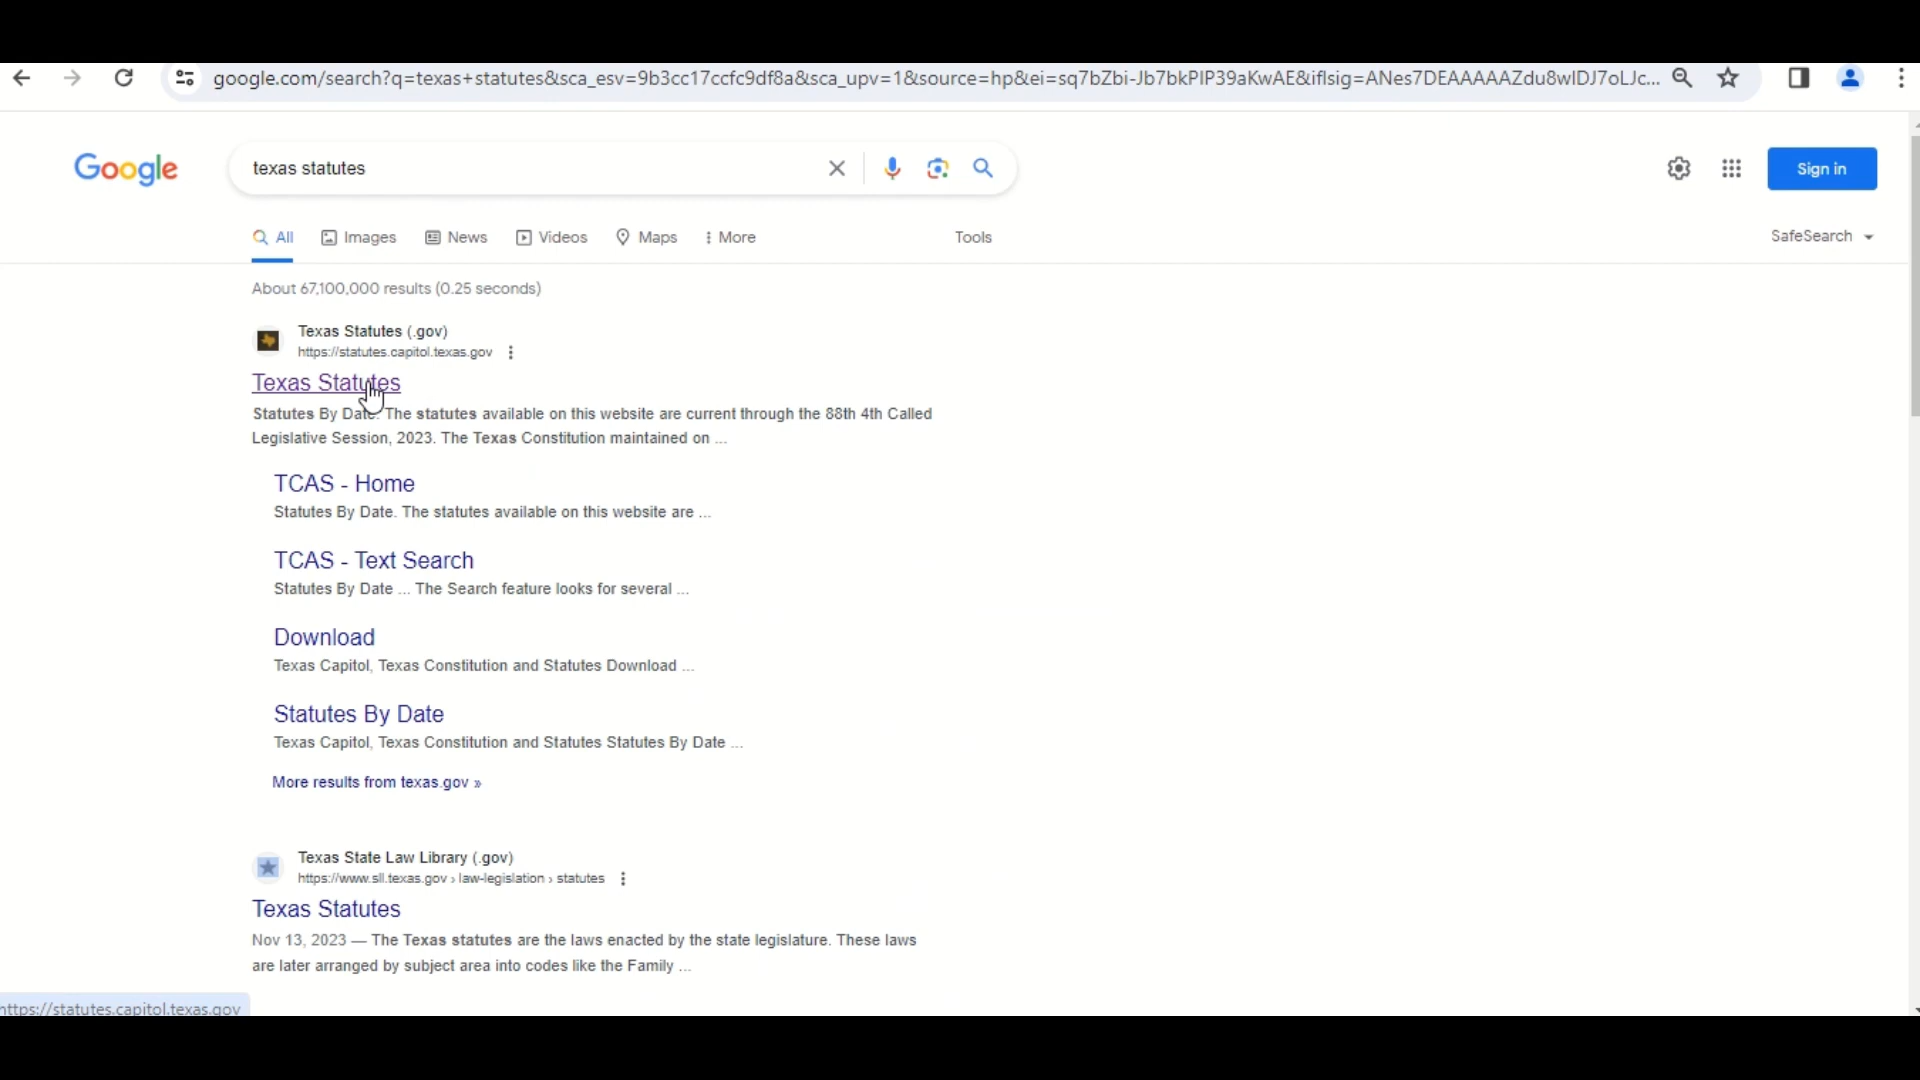 google.com/search?q=texas+statutes&sca_esv=9b3cc17ccfc9df8a&sca_upv=1&source=hp&ei=sq7bZbi-Jb7bkPIP39aKwAE&iflsig=ANes7DEAAAAAZdu8wIDJ7oLJc...
Google
texas statutes
Sign in
All Images News Videos Maps More Tools SafeSearch
About 67,100,000 results (0.25 seconds)
Texas Statutes (.gov)
https://statutes.capitol.texas.gov
Texas Statutes
Statutes By Date. The statutes available on this website are current through the 88th 4th Called
Legislative Session, 2023. The Texas Constitution maintained on ...
TCAS - Home
Statutes By Date. The statutes available on this website are ...
TCAS - Text Search
Statutes By Date ... The Search feature looks for several ...
Download
Texas Capitol, Texas Constitution and Statutes Download ...
Statutes By Date
Texas Capitol, Texas Constitution and Statutes Statutes By Date ...
More results from texas.gov »
Texas State Law Library (.gov)
https://www.sll.texas.gov › law-legislation › statutes
Texas Statutes
Nov 13, 2023 — The Texas statutes are the laws enacted by the state legislature. These laws
are later arranged by subject area into codes like the Family ...
https://statutes.capitol.texas.gov